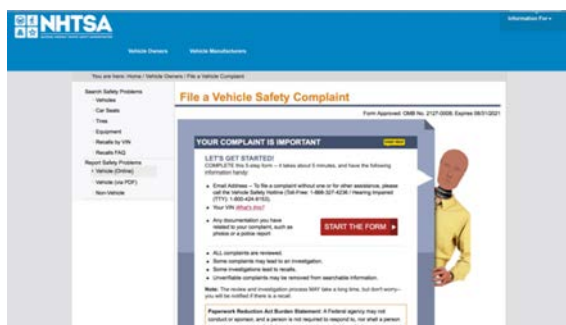 NHTSA
Information For
Vehicle Owners Vehicle Manufacturers
You are here: Home / Vehicle Owners / File a Vehicle Complaint
Search Safety Problems
Vehicles
Car Seats
Tires
Equipment
Recalls by VIN
Recalls FAQ
Report Safety Problems
Vehicle (Online)
Vehicle (via PDF)
Non-Vehicle
File a Vehicle Safety Complaint
Form Approved: OMB No. 2127-0008; Expires 08/31/2021
YOUR COMPLAINT IS IMPORTANT
LET'S GET STARTED!
COMPLETE this 5-step form – it takes about 5 minutes, and have the following
information handy:
• Email Address – To file a complaint without one or for other assistance, please
call the Vehicle Safety Hotline (Toll-Free: 1-888-327-4236 / Hearing Impaired
(TTY): 1-800-424-9153).
• Your VIN What's this?
• Any documentation you have
related to your complaint, such as
photos or a police report
START THE FORM
• ALL complaints are reviewed.
• Some complaints may lead to an investigation.
• Some investigations lead to recalls.
• Unverifiable complaints may be removed from searchable information.
Note: The review and investigation process MAY take a long time, but don't worry–
you will be notified if there is a recall.
Paperwork Reduction Act Burden Statement: A Federal agency may not
conduct or sponsor, and a person is not required to respond to, nor shall a person